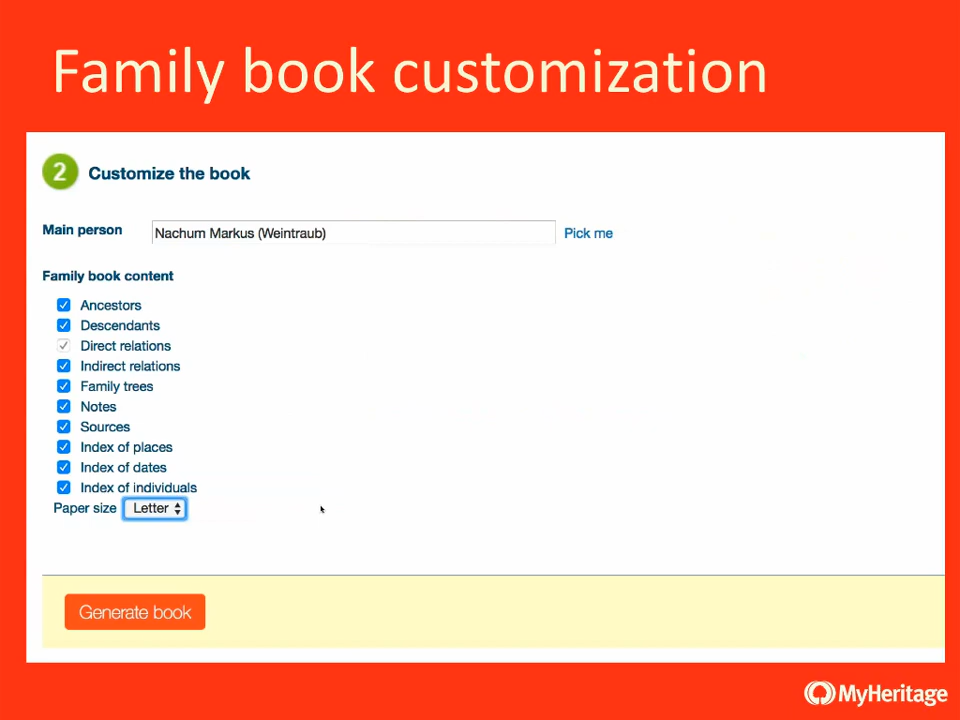 Family book customization
2 Customize the book
Main person Nachum Markus (Weintraub) Pick me
Family book content
Ancestors
Descendants
Direct relations
Indirect relations
Family trees
Notes
Sources
Index of places
Index of dates
Index of individuals
Paper size Letter
Generate book
MyHeritage